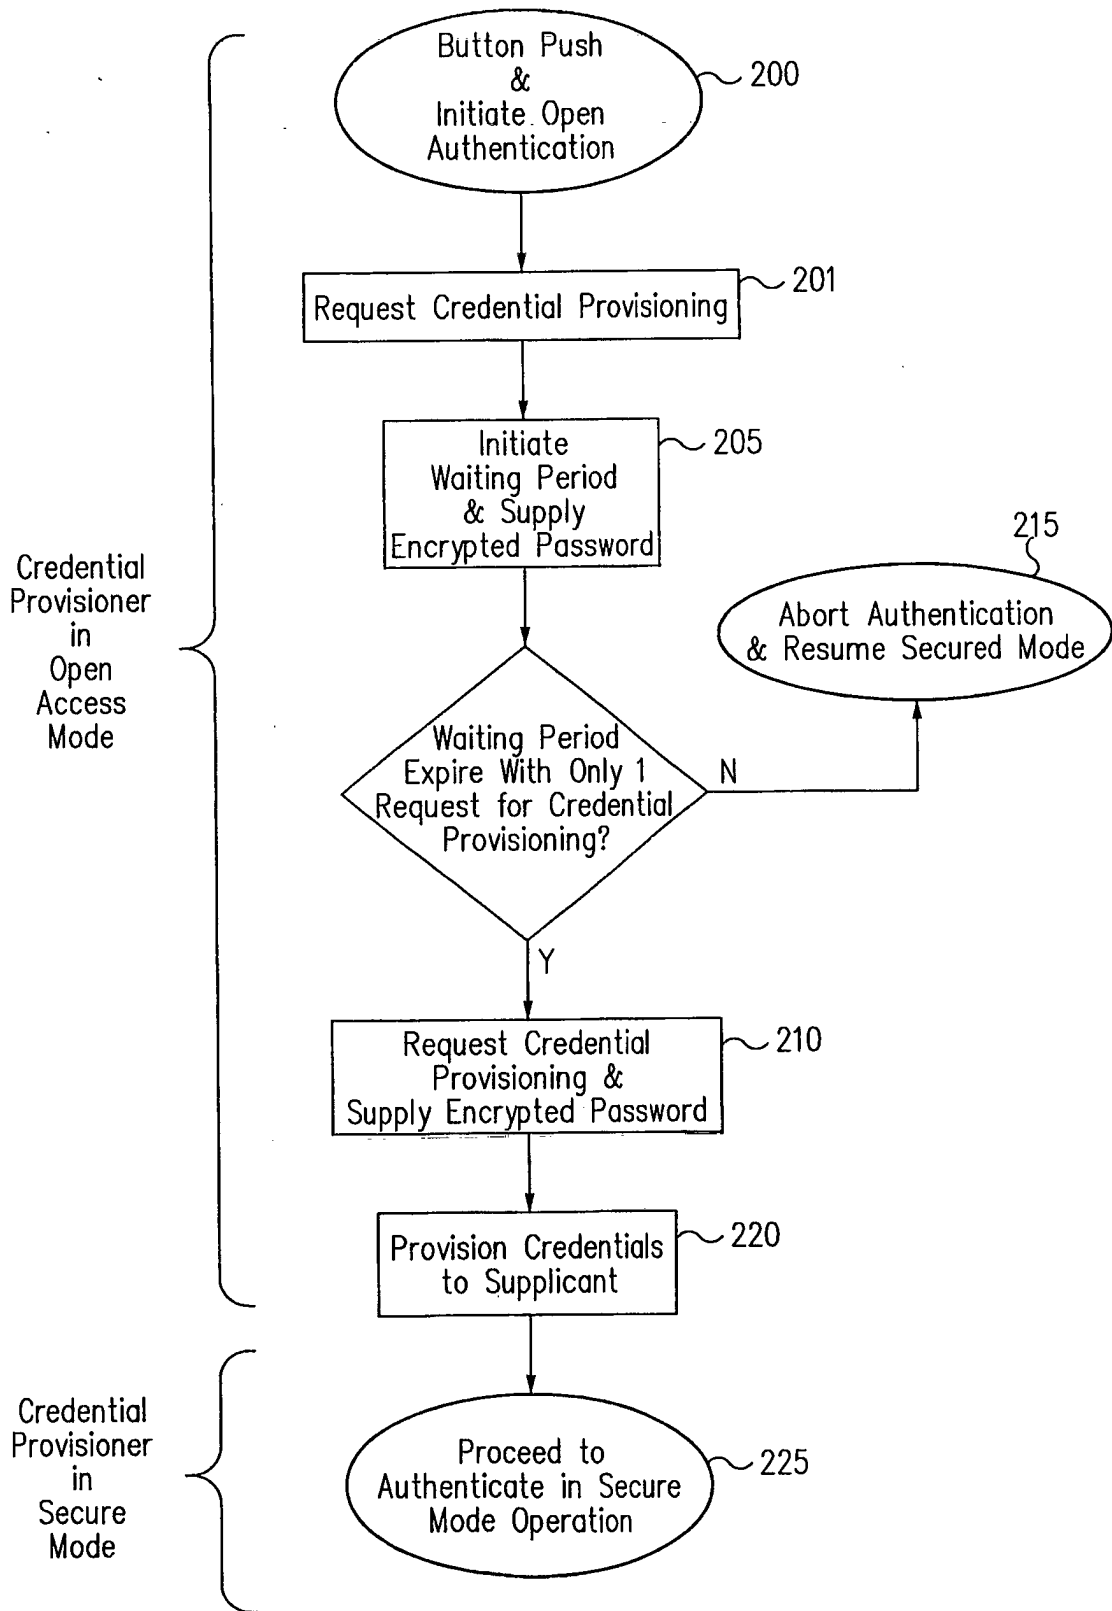 Button Push
&
Initiate Open
Authentication
200
Request Credential Provisioning
201
Initiate
Waiting Period
& Supply
Encrypted Password
205
215
Abort Authentication
& Resume Secured Mode
Credential
Provisioner
in
Open
Access
Mode
Waiting Period
Expire With Only 1
Request for Credential
Provisioning?
N
Y
Request Credential
Provisioning &
Supply Encrypted Password
210
Provision Credentials
to Supplicant
220
Credential
Provisioner
in
Secure
Mode
Proceed to
Authenticate in Secure
Mode Operation
225